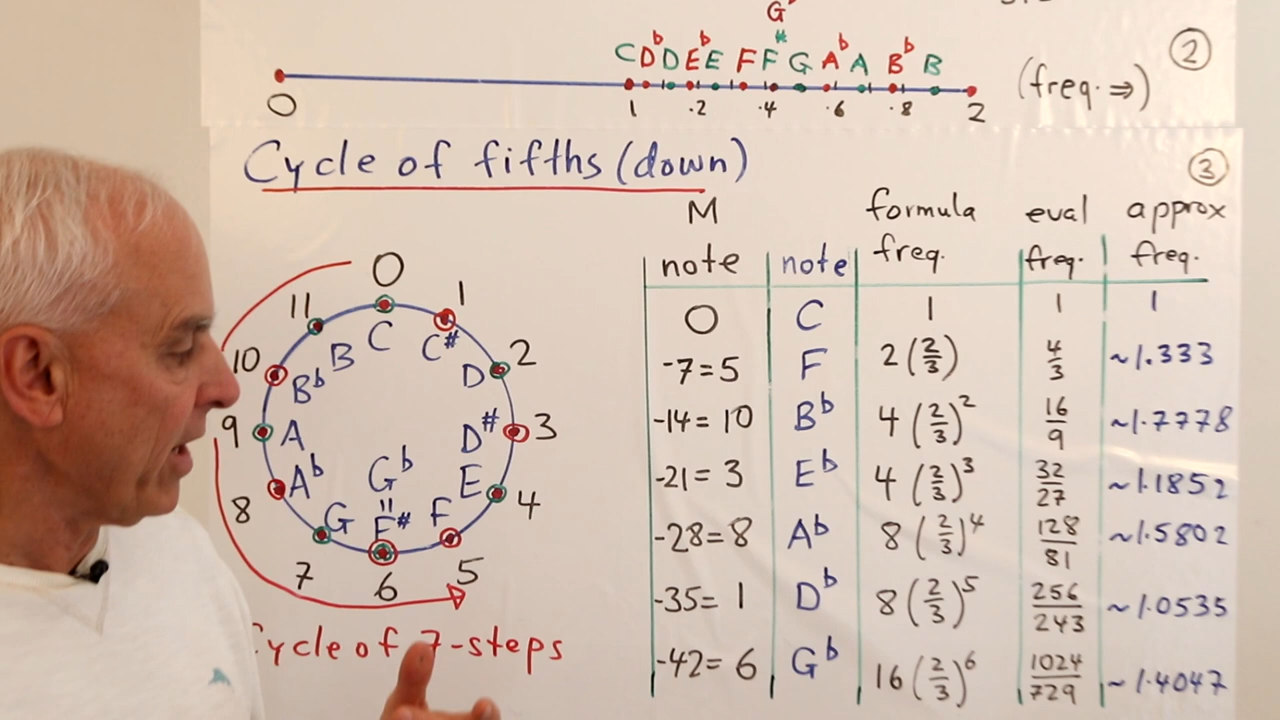 G
C D♭ D E♭ E F F# G A♭ A B♭ B
②
0 1 ·2 ·4 ·6 ·8 2 (freq. ⇒)
Cycle of fifths (down)
③
M note | note | formula freq. | eval freq. | approx freq.
0 | C | 1 | 1 | 1
-7=5 | F | 2(2/3) | 4/3 | ~1.333
-14=10 | B♭ | 4(2/3)² | 16/9 | ~1.7778
-21=3 | E♭ | 4(2/3)³ | 32/27 | ~1.1852
-28=8 | A♭ | 8(2/3)⁴ | 128/81 | ~1.5802
-35=1 | D♭ | 8(2/3)⁵ | 256/243 | ~1.0535
-42=6 | G♭ | 16(2/3)⁶ | 1024/729 | ~1.4047
0 1 2 3 4 5 6 7 8 9 10 11
C C# D D# E F F# = G♭ G A♭ A B♭ B
Cycle of 7-steps